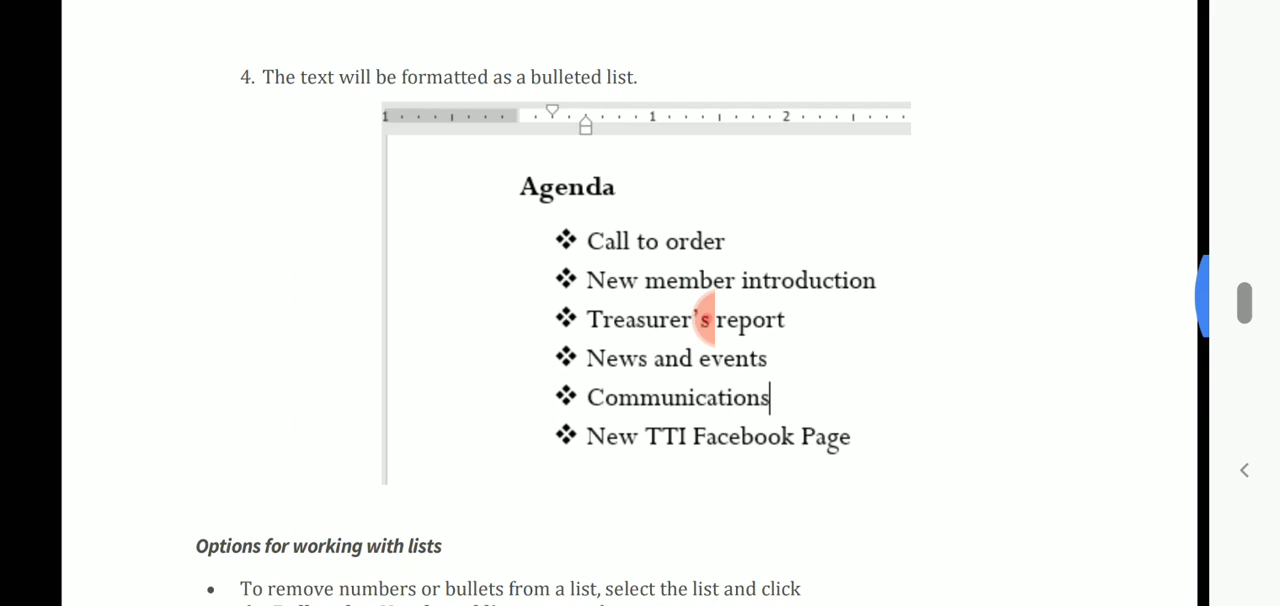 4. The text will be formatted as a bulleted list.
1 1 2
Agenda
❖ Call to order
❖ New member introduction
❖ Treasurer's report
❖ News and events
❖ Communications
❖ New TTI Facebook Page
Options for working with lists
• To remove numbers or bullets from a list, select the list and click